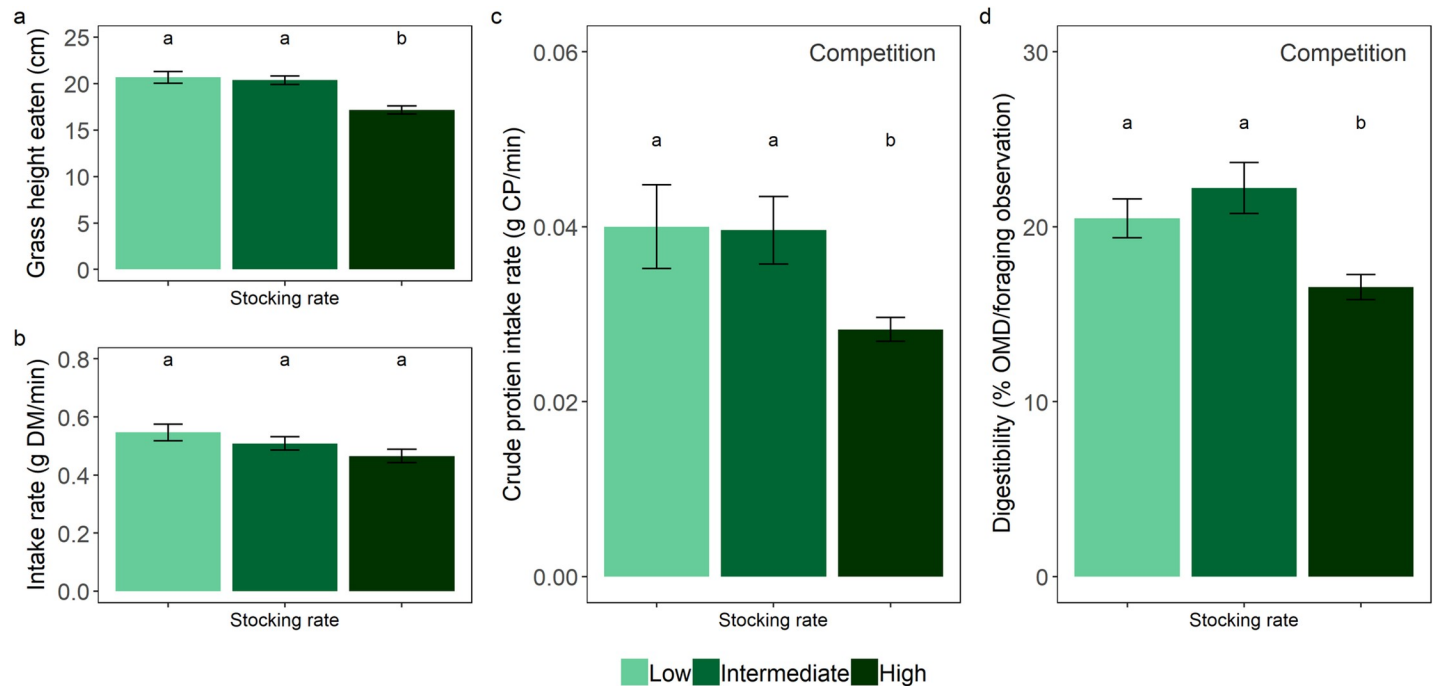 a
Grass height eaten (cm)
25
20
15
10
5
0
a a b
Stocking rate
b
Intake rate (g DM/min)
0.8
0.6
0.4
0.2
0.0
a a a
Stocking rate
c
Crude protien intake rate (g CP/min)
0.06
0.04
0.02
0.00
Competition
a a b
Stocking rate
d
Digestibility (% OMD/foraging observation)
30
20
10
0
Competition
a a b
Stocking rate
Low Intermediate High